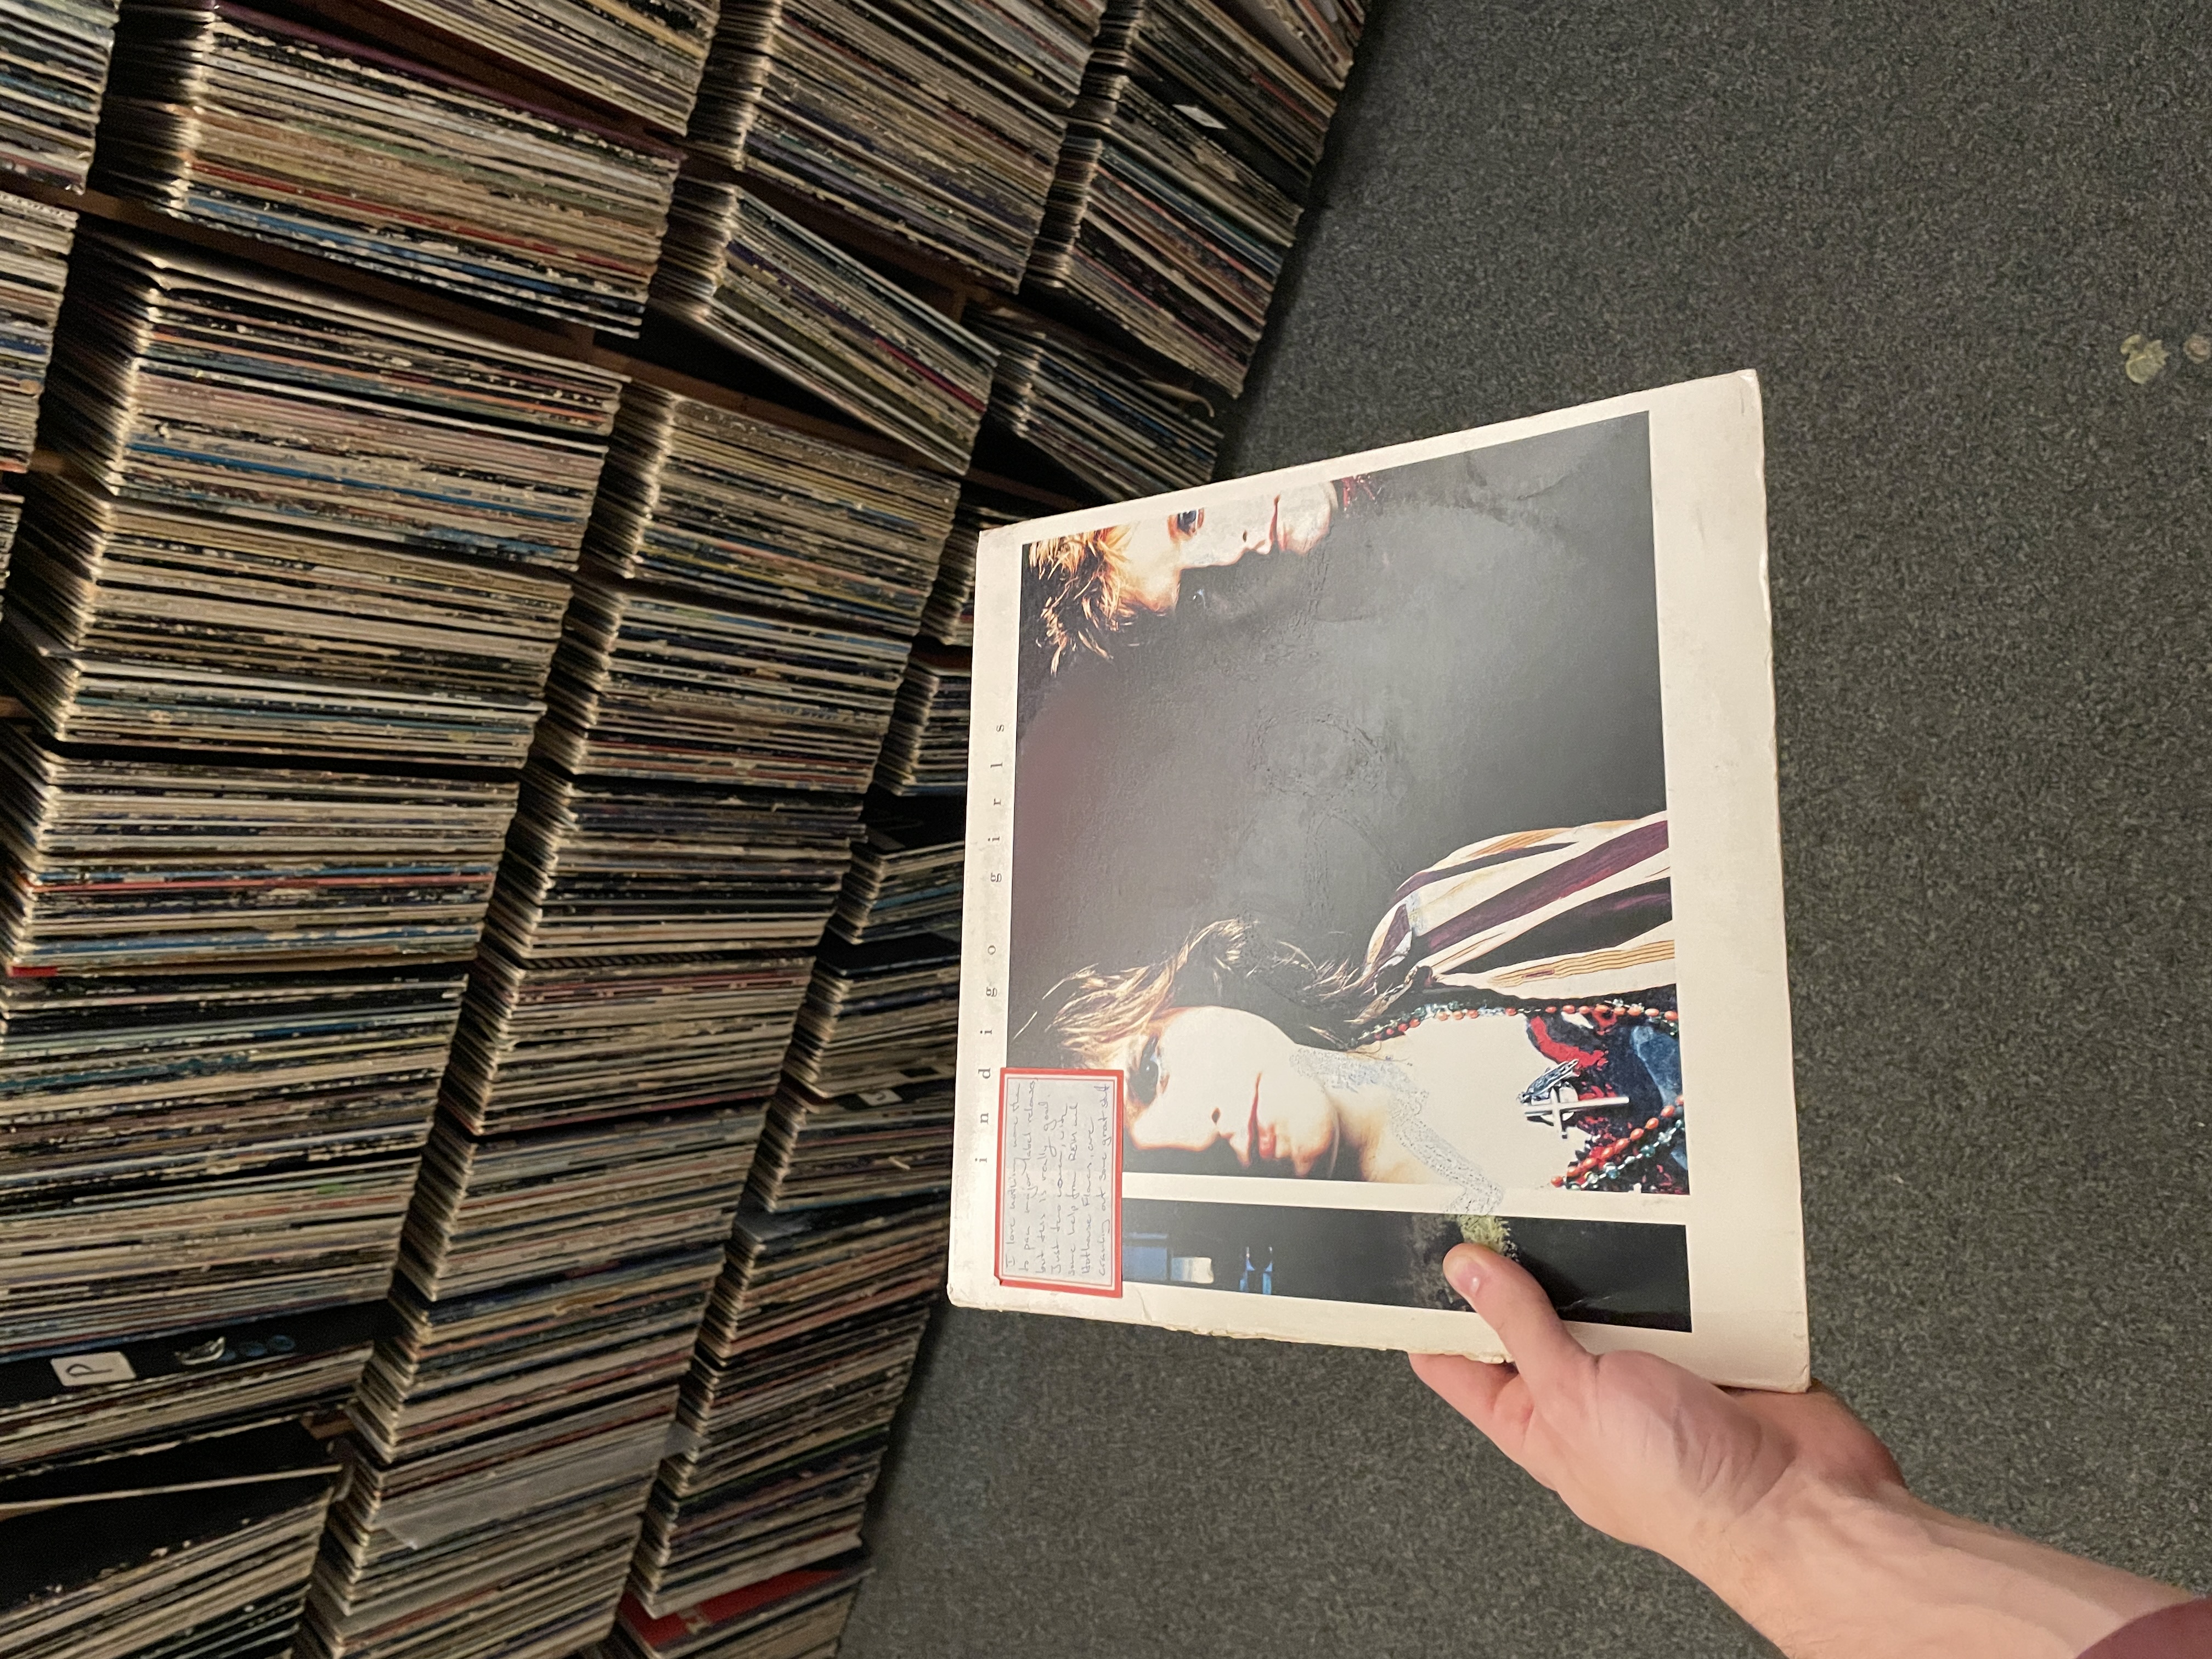 P
indigo girls
I love nothing more than
to pan major label releases,
but this is really good.
Just two women, with
some help from REM and
Hothouse Flowers, are
crawling out some great stuff